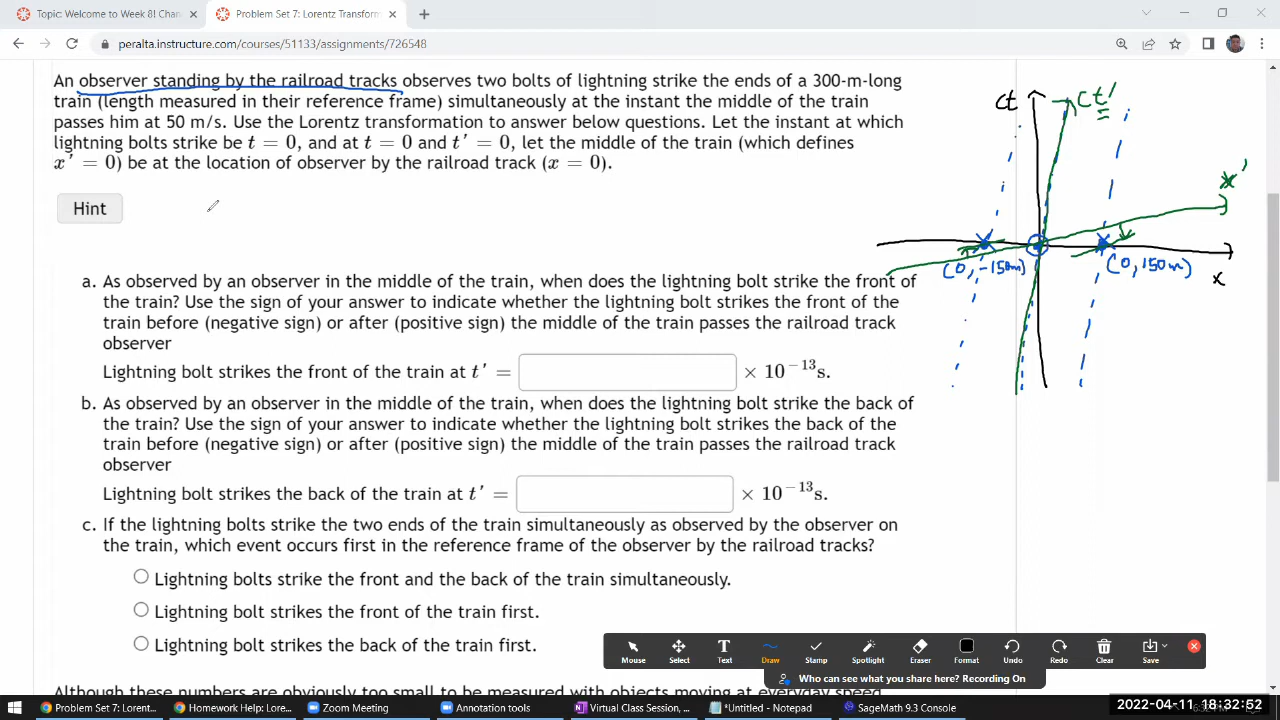 Topic: Welcome to Week 8! Chan
Problem Set 7: Lorentz Transform
peralta.instructure.com/courses/51133/assignments/726548
An observer standing by the railroad tracks observes two bolts of lightning strike the ends of a 300-m-long
train (length measured in their reference frame) simultaneously at the instant the middle of the train
passes him at 50 m/s. Use the Lorentz transformation to answer below questions. Let the instant at which
lightning bolts strike be t = 0, and at t = 0 and t′ = 0, let the middle of the train (which defines
x′ = 0) be at the location of observer by the railroad track (x = 0).
Hint
ct
ct′
x′
(0, -150m)
(0, 150m)
x
a. As observed by an observer in the middle of the train, when does the lightning bolt strike the front of
the train? Use the sign of your answer to indicate whether the lightning bolt strikes the front of the
train before (negative sign) or after (positive sign) the middle of the train passes the railroad track
observer
Lightning bolt strikes the front of the train at t′ = × 10⁻¹³s.
b. As observed by an observer in the middle of the train, when does the lightning bolt strike the back of
the train? Use the sign of your answer to indicate whether the lightning bolt strikes the back of the
train before (negative sign) or after (positive sign) the middle of the train passes the railroad track
observer
Lightning bolt strikes the back of the train at t′ = × 10⁻¹³s.
c. If the lightning bolts strike the two ends of the train simultaneously as observed by the observer on
the train, which event occurs first in the reference frame of the observer by the railroad tracks?
Lightning bolts strike the front and the back of the train simultaneously.
Lightning bolt strikes the front of the train first.
Lightning bolt strikes the back of the train first.
Mouse Select Text Draw Stamp Spotlight Eraser Format Undo Redo Clear Save
Who can see what you share here? Recording On
Although these numbers are obviously too small to be measured with objects moving at everyday speed
Problem Set 7: Lorent...
Homework Help: Lore...
Zoom Meeting
Annotation tools
Virtual Class Session, ...
*Untitled - Notepad
SageMath 9.3 Console
2022-04-11 18:32:52